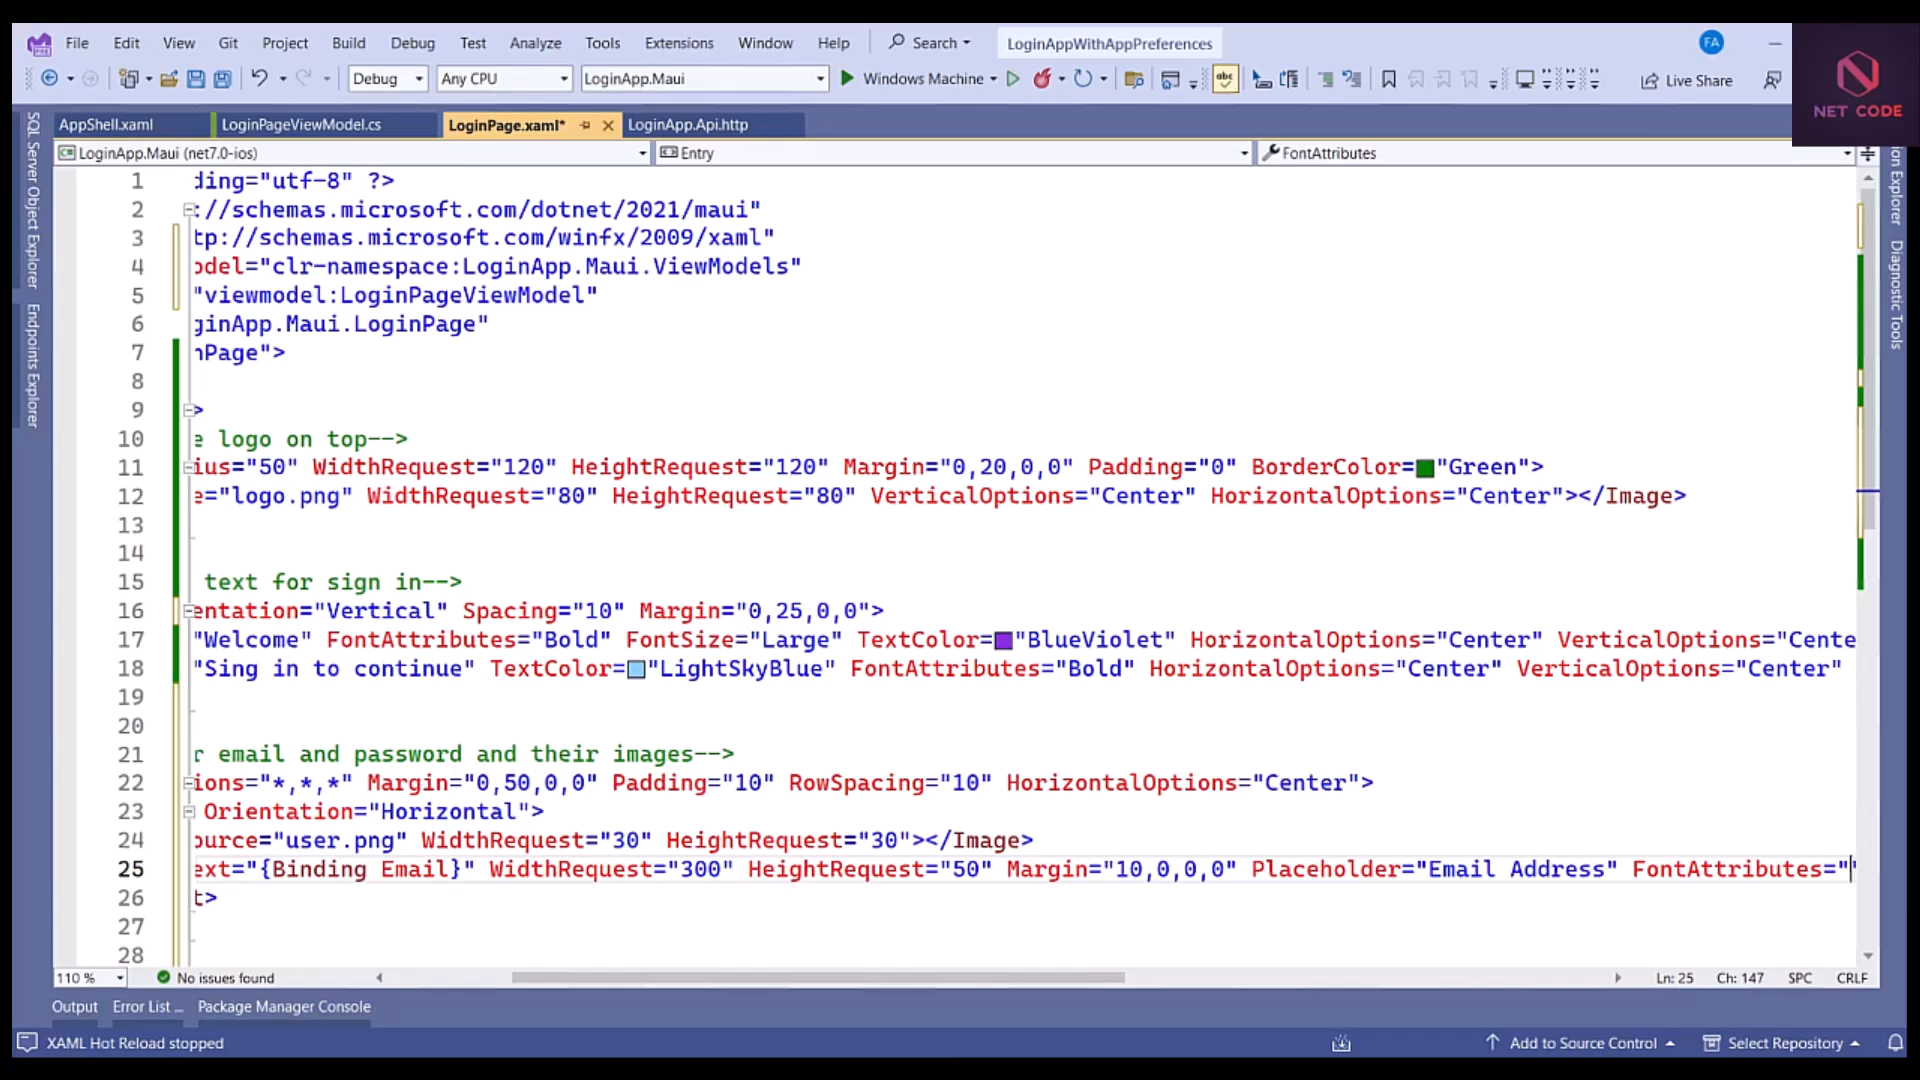 File Edit View Git Project Build Debug Test Analyze Tools Extensions Window Help Search LoginAppWithAppPreferences FA
Debug Any CPU LoginApp.Maui Windows Machine abc Live Share
NET CODE
AppShell.xaml LoginPageViewModel.cs LoginPage.xaml* LoginApp.Api.http
LoginApp.Maui (net7.0-ios) Entry FontAttributes
SQL Server Object Explorer
Endpoints Explorer
ion Explorer
Diagnostic Tools
1 ding="utf-8" ?>
2 ://schemas.microsoft.com/dotnet/2021/maui"
3 tp://schemas.microsoft.com/winfx/2009/xaml"
4 odel="clr-namespace:LoginApp.Maui.ViewModels"
5 "viewmodel:LoginPageViewModel"
6 ginApp.Maui.LoginPage"
7 nPage">
8
9 >
10 e logo on top-->
11 ius="50" WidthRequest="120" HeightRequest="120" Margin="0,20,0,0" Padding="0" BorderColor="Green">
12 e="logo.png" WidthRequest="80" HeightRequest="80" VerticalOptions="Center" HorizontalOptions="Center"></Image>
13
14
15 text for sign in-->
16 entation="Vertical" Spacing="10" Margin="0,25,0,0">
17 "Welcome" FontAttributes="Bold" FontSize="Large" TextColor="BlueViolet" HorizontalOptions="Center" VerticalOptions="Cente
18 "Sing in to continue" TextColor="LightSkyBlue" FontAttributes="Bold" HorizontalOptions="Center" VerticalOptions="Center"
19
20
21 r email and password and their images-->
22 ions="*,*,*" Margin="0,50,0,0" Padding="10" RowSpacing="10" HorizontalOptions="Center">
23 Orientation="Horizontal">
24 ource="user.png" WidthRequest="30" HeightRequest="30"></Image>
25 ext="{Binding Email}" WidthRequest="300" HeightRequest="50" Margin="10,0,0,0" Placeholder="Email Address" FontAttributes=""
26 t>
27
28
110 % No issues found Ln: 25 Ch: 147 SPC CRLF
Output Error List ... Package Manager Console
XAML Hot Reload stopped Add to Source Control Select Repository